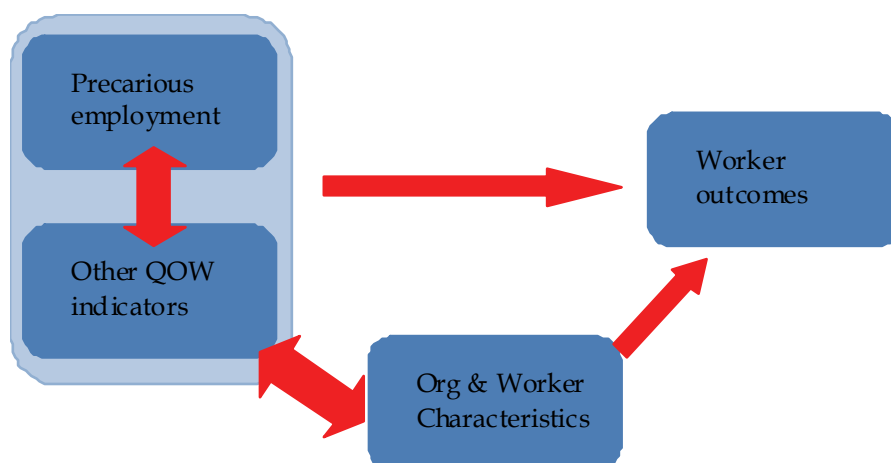 Precarious
employment
Worker
outcomes
Other QOW
indicators
Org & Worker
Characteristics